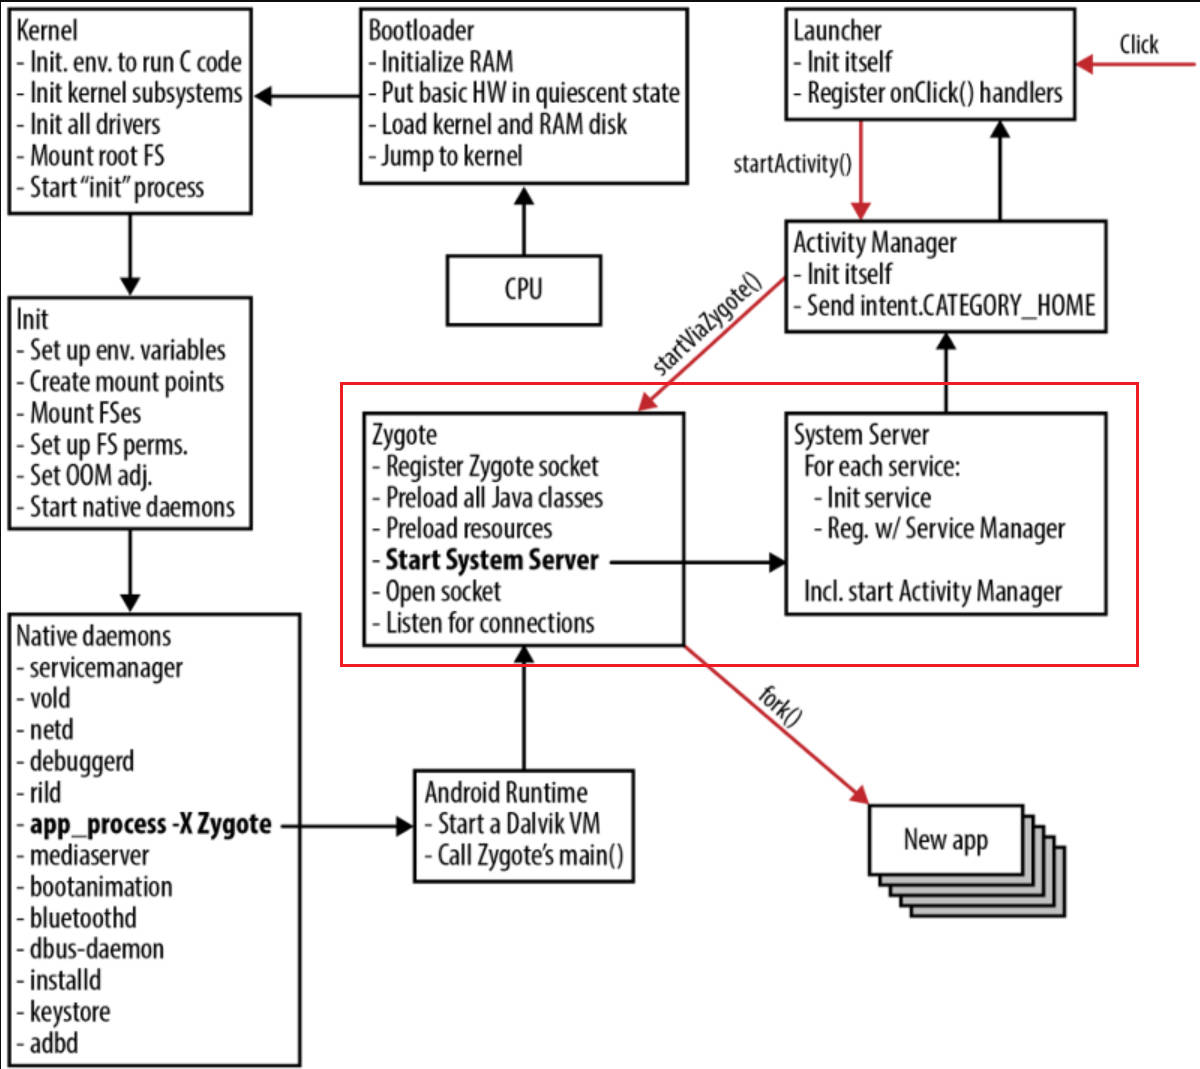 Kernel
- Init. env. to run C code
- Init kernel subsystems
- Init all drivers
- Mount root FS
- Start “init” process
Bootloader
- Initialize RAM
- Put basic HW in quiescent state
- Load kernel and RAM disk
- Jump to kernel
Launcher
- Init itself
- Register onClick() handlers
Click
startActivity()
CPU
Activity Manager
- Init itself
- Send intent.CATEGORY_HOME
startViaZygote()
Init
- Set up env. variables
- Create mount points
- Mount FSes
- Set up FS perms.
- Set OOM adj.
- Start native daemons
Zygote
- Register Zygote socket
- Preload all Java classes
- Preload resources
- Start System Server
- Open socket
- Listen for connections
System Server
For each service:
- Init service
- Reg. w/ Service Manager
Incl. start Activity Manager
fork()
Native daemons
- servicemanager
- vold
- netd
- debuggerd
- rild
- app_process -X Zygote
- mediaserver
- bootanimation
- bluetoothd
- dbus-daemon
- installd
- keystore
- adbd
Android Runtime
- Start a Dalvik VM
- Call Zygote’s main()
New app